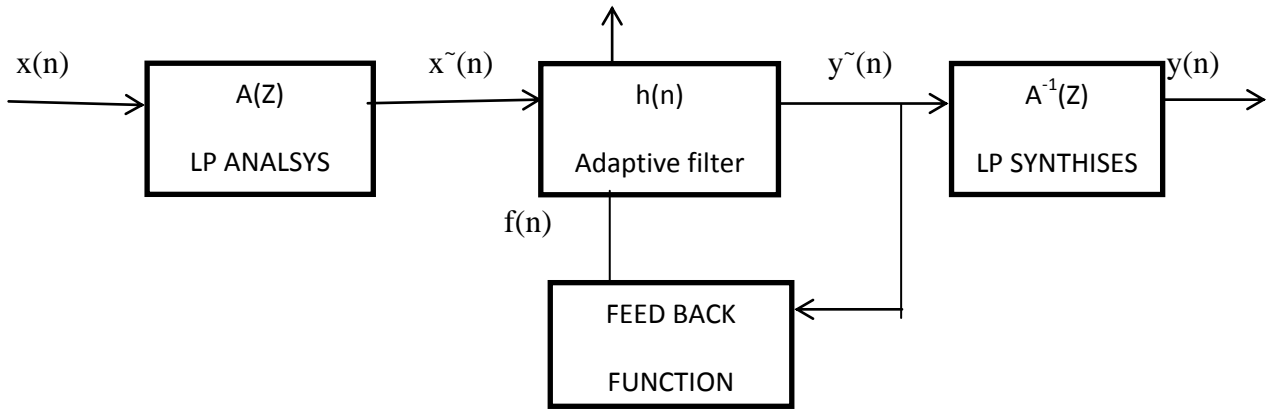 x(n)
A(Z)
LP ANALSYS
x˜(n)
h(n)
Adaptive filter
y˜(n)
A⁻¹(Z)
LP SYNTHISES
y(n)
f(n)
FEED BACK
FUNCTION